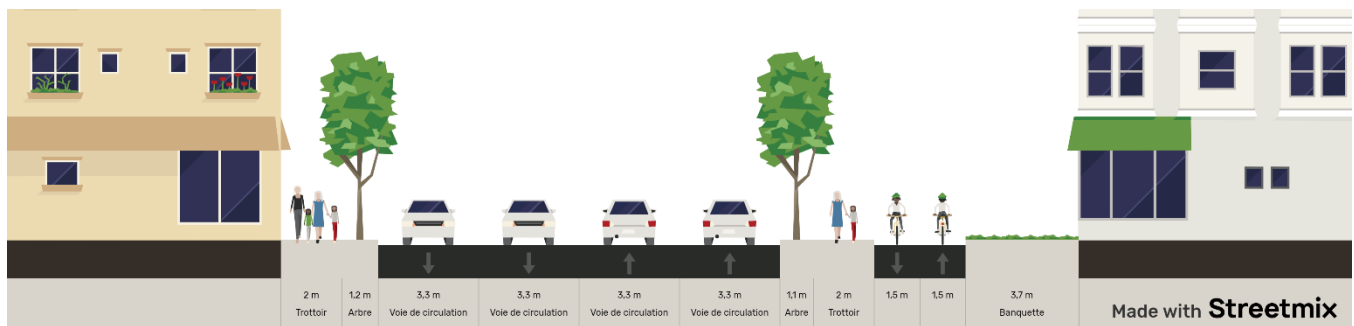 2 m
Trottoir
1,2 m
Arbre
3,3 m
Voie de circulation
3,3 m
Voie de circulation
3,3 m
Voie de circulation
3,3 m
Voie de circulation
1,1 m
Arbre
2 m
Trottoir
1,5 m
1,5 m
3,7 m
Banquette
Made with Streetmix